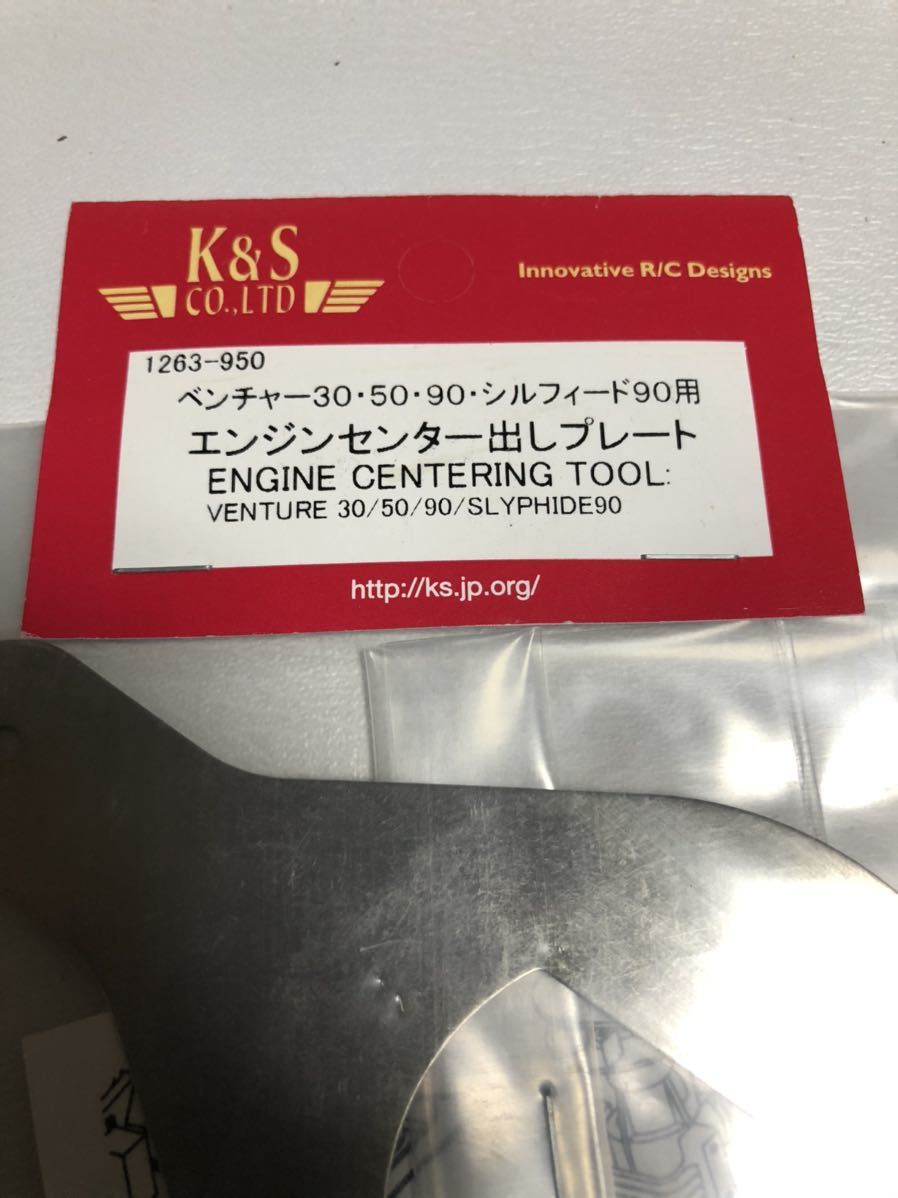 K&S
CO.,LTD
Innovative R/C Designs
1263-950
ベンチャー30・50・90・シルフィード90用
エンジンセンター出しプレート
ENGINE CENTERING TOOL:
VENTURE 30/50/90/SLYPHIDE90
http://ks.jp.org/